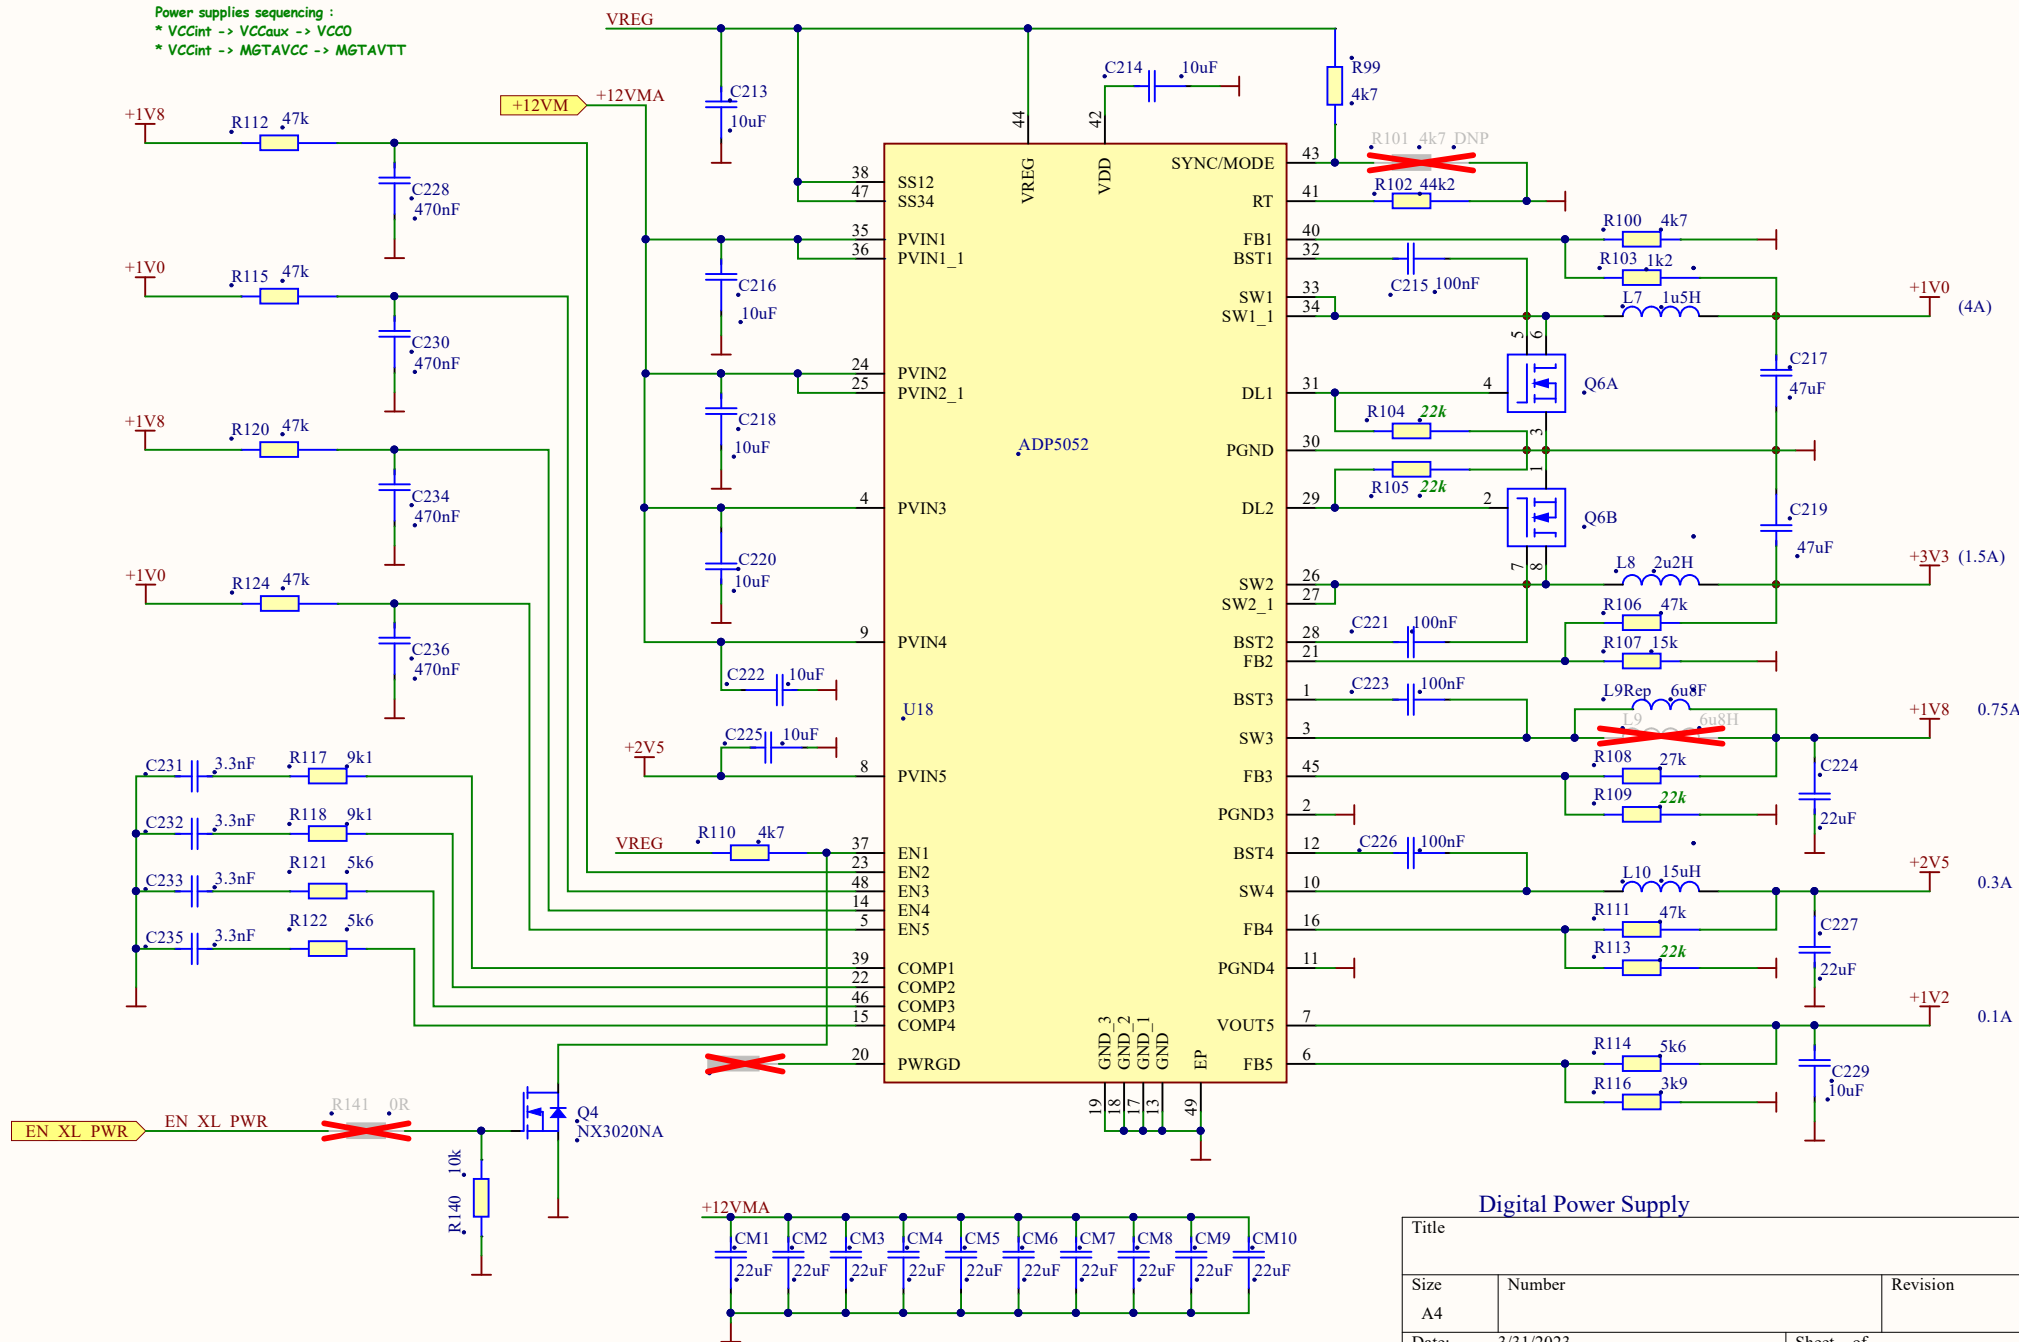 Power supplies sequencing :
* VCCint -> VCCaux -> VCCO
* VCCint -> MGTAVCC -> MGTAVTT
VREG
+12VM
+12VMA
C213
10uF
C214
10uF
R99
4k7
44
42
VREG
VDD
+1V8
R112
47k
C228
470nF
+1V0
R115
47k
C230
470nF
+1V8
R120
47k
C234
470nF
+1V0
R124
47k
C236
470nF
38
SS12
47
SS34
35
PVIN1
36
PVIN1_1
C216
10uF
24
PVIN2
25
PVIN2_1
C218
10uF
4
PVIN3
C220
10uF
9
PVIN4
C222
10uF
+2V5
C225
10uF
8
PVIN5
ADP5052
U18
VREG
R110
4k7
37
EN1
23
EN2
48
EN3
14
EN4
5
EN5
39
COMP1
22
COMP2
46
COMP3
15
COMP4
20
PWRGD
C231
3.3nF
R117
9k1
C232
3.3nF
R118
9k1
C233
3.3nF
R121
5k6
C235
3.3nF
R122
5k6
EN_XL_PWR
EN_XL_PWR
R141
0R
Q4
NX3020NA
R140
10k
SYNC/MODE
43
R101
4k7
DNP
RT
41
R102
44k2
FB1
40
R100
4k7
BST1
32
R103
1k2
C215
100nF
SW1
33
SW1_1
34
L7
1u5H
+1V0
(4A)
5
6
Q6A
4
3
C217
47uF
DL1
31
R104
22k
PGND
30
R105
22k
1
DL2
29
2
Q6B
7
8
C219
47uF
SW2
26
SW2_1
27
L8
2u2H
+3V3
(1.5A)
R106
47k
BST2
28
C221
100nF
FB2
21
R107
15k
BST3
1
C223
100nF
L9Rep
6u8F
L9
6u8H
SW3
3
+1V8
0.75A
FB3
45
R108
27k
R109
22k
C224
22uF
PGND3
2
BST4
12
C226
100nF
SW4
10
L10
15uH
+2V5
0.3A
FB4
16
R111
47k
R113
22k
C227
22uF
PGND4
11
VOUT5
7
+1V2
0.1A
FB5
6
R114
5k6
R116
3k9
C229
10uF
GND_3
GND_2
GND_1
GND
EP
19
18
17
13
49
+12VMA
CM1
CM2
CM3
CM4
CM5
CM6
CM7
CM8
CM9
CM10
22uF
22uF
22uF
22uF
22uF
22uF
22uF
22uF
22uF
22uF
Digital Power Supply
Title
Size
Number
Revision
A4
Date:
3/31/2023
Sheet of